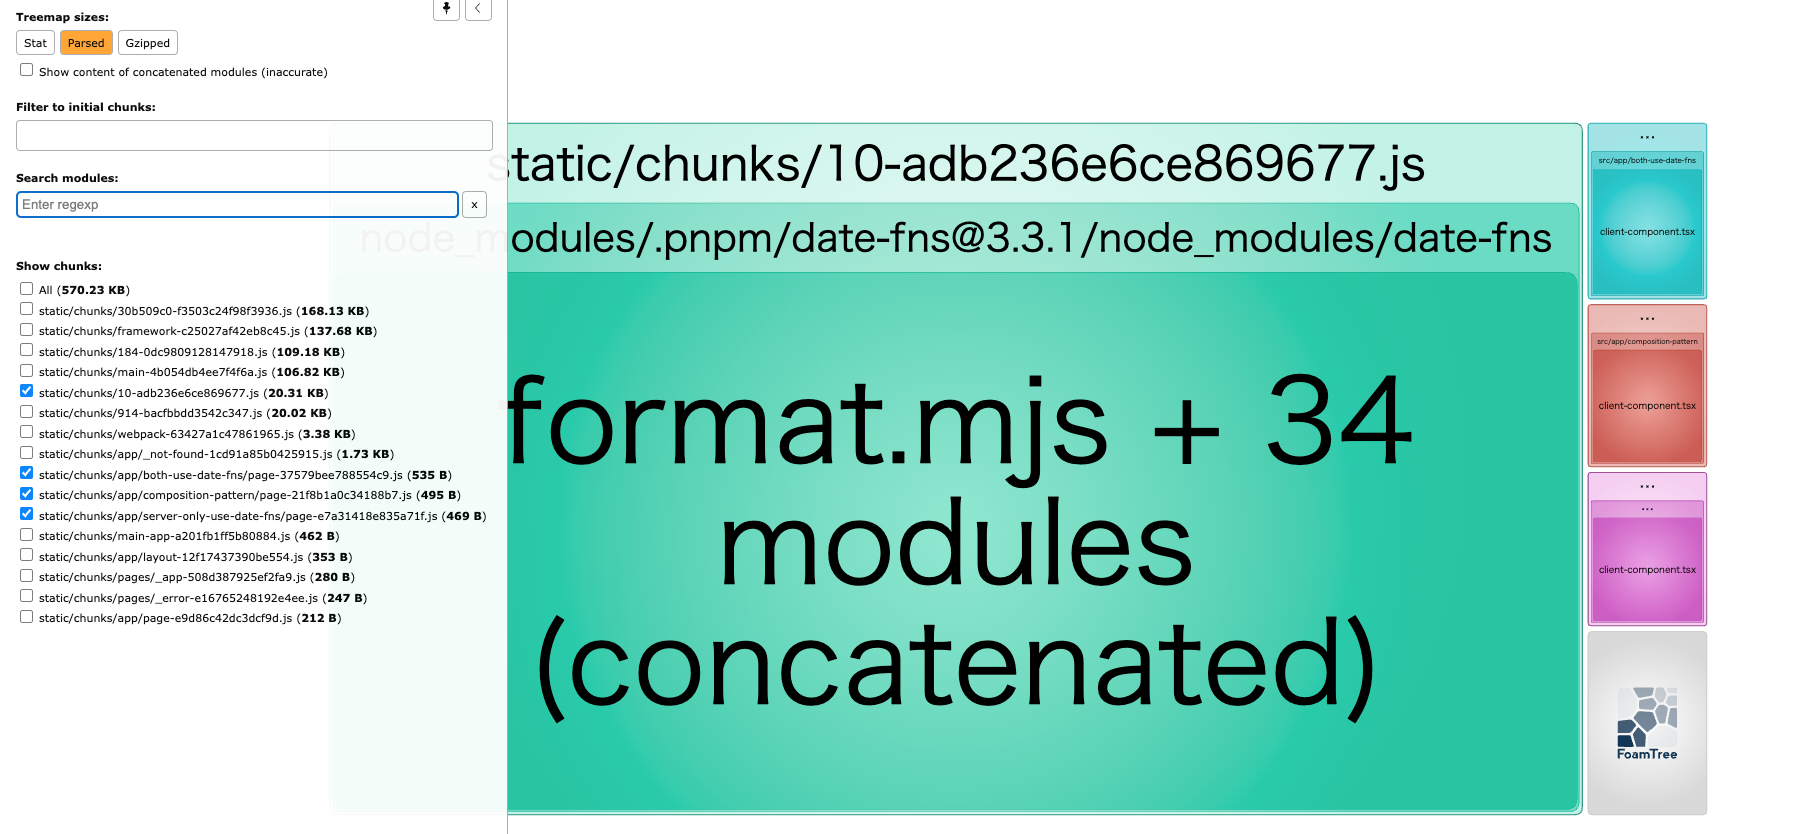 Treemap sizes:
Stat
Parsed
Gzipped
Show content of concatenated modules (inaccurate)
Filter to initial chunks:
Search modules:
Enter regexp
x
Show chunks:
All (570.23 KB)
static/chunks/30b509c0-f3503c24f98f3936.js (168.13 KB)
static/chunks/framework-c25027af42eb8c45.js (137.68 KB)
static/chunks/184-0dc9809128147918.js (109.18 KB)
static/chunks/main-4b054db4ee7f4f6a.js (106.82 KB)
static/chunks/10-adb236e6ce869677.js (20.31 KB)
static/chunks/914-bacfbbdd3542c347.js (20.02 KB)
static/chunks/webpack-63427a1c47861965.js (3.38 KB)
static/chunks/app/_not-found-1cd91a85b0425915.js (1.73 KB)
static/chunks/app/both-use-date-fns/page-37579bee788554c9.js (535 B)
static/chunks/app/composition-pattern/page-21f8b1a0c34188b7.js (495 B)
static/chunks/app/server-only-use-date-fns/page-e7a31418e835a71f.js (469 B)
static/chunks/main-app-a201fb1ff5b80884.js (462 B)
static/chunks/app/layout-12f17437390be554.js (353 B)
static/chunks/pages/_app-508d387925ef2fa9.js (280 B)
static/chunks/pages/_error-e16765248192e4ee.js (247 B)
static/chunks/app/page-e9d86c42dc3dcf9d.js (212 B)
static/chunks/10-adb236e6ce869677.js
node_modules/.pnpm/date-fns@3.3.1/node_modules/date-fns
format.mjs + 34
modules
(concatenated)
...
src/app/both-use-date-fns
client-component.tsx
...
src/app/composition-pattern
client-component.tsx
...
...
client-component.tsx
FoamTree